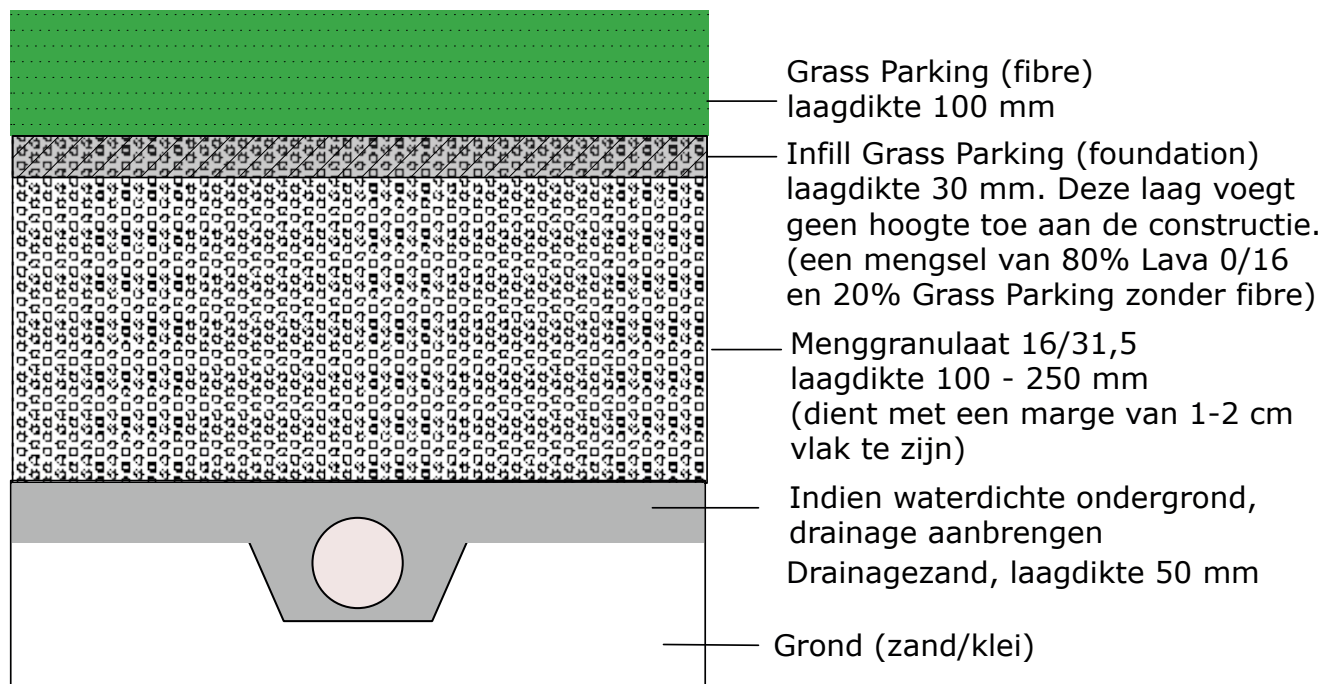 Grass Parking (fibre)
laagdikte 100 mm
Infill Grass Parking (foundation)
laagdikte 30 mm. Deze laag voegt
geen hoogte toe aan de constructie.
(een mengsel van 80% Lava 0/16
en 20% Grass Parking zonder fibre)
Menggranulaat 16/31,5
laagdikte 100 - 250 mm
(dient met een marge van 1-2 cm
vlak te zijn)
Indien waterdichte ondergrond,
drainage aanbrengen
Drainagezand, laagdikte 50 mm
Grond (zand/klei)